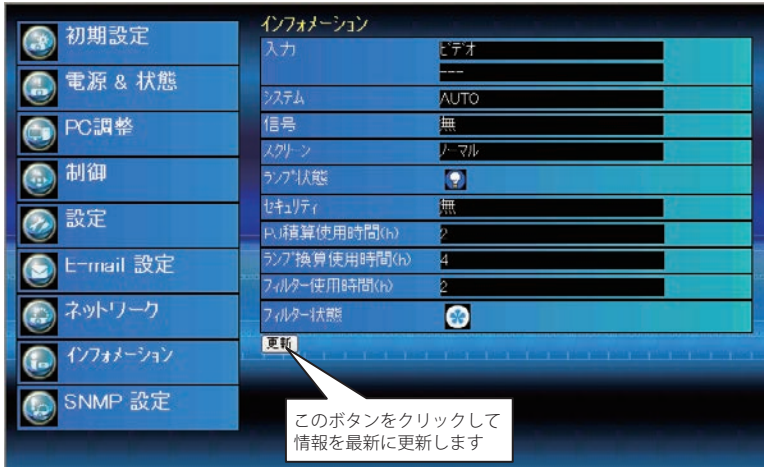 初期設定
電源 & 状態
PC調整
制御
設定
E-mail 設定
ネットワーク
インフォメーション
SNMP 設定
インフォメーション
入力 ビデオ
---
システム AUTO
信号 無
スクリーン ノーマル
ランプ状態
セキュリティ 無
PJ積算使用時間(h) 2
ランプ換算使用時間(h) 4
フィルター使用時間(h) 2
フィルター状態
更新
このボタンをクリックして
情報を最新に更新します